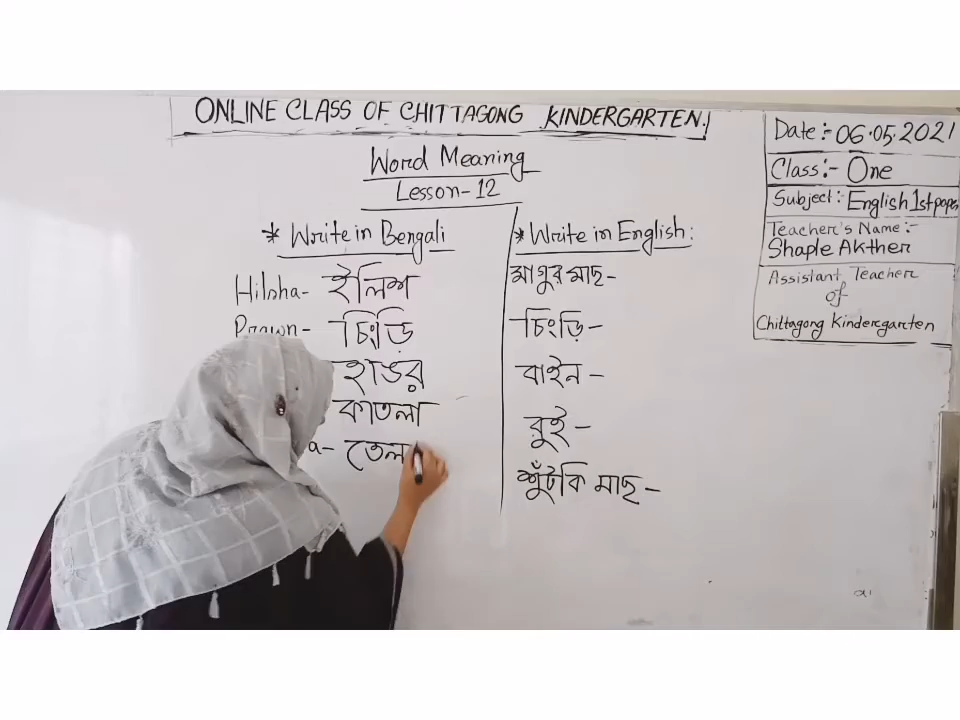 ONLINE CLASS OF CHITTAGONG KINDERGARTEN.
Word Meaning
Lesson-12
* Write in Bengali
Hilsha- ইলিশ
Prawn- চিংড়ি
হাঙর
কাতলা
a- তেল
* Write in English:
মাগুর মাছ-
চিংড়ি-
বাইন-
রুই-
শুঁটকি মাছ-
Date:- 06.05.2021
Class:- One
Subject:- English 1st paper
Teacher's Name:-
Shaple Akther
Assistant Teacher
of
Chittagong Kindergarten